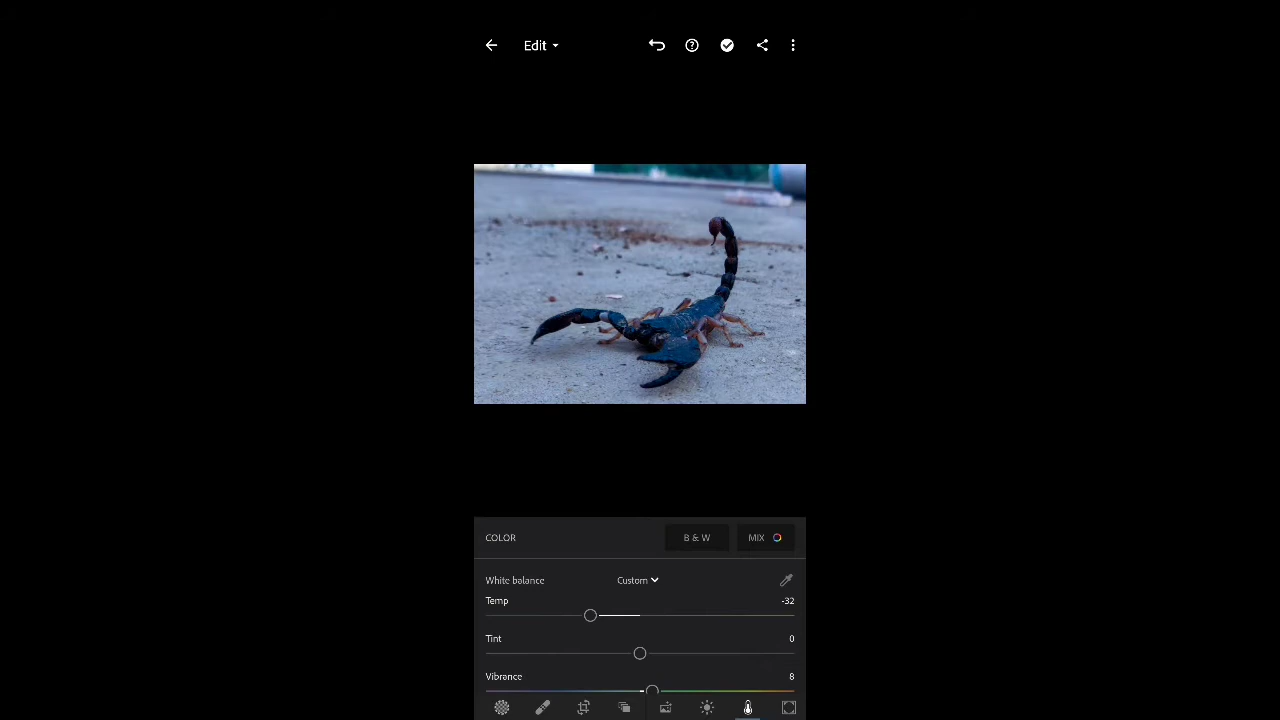 Edit
COLOR B & W MIX
White balance Custom
Temp -32
Tint 0
Vibrance 8